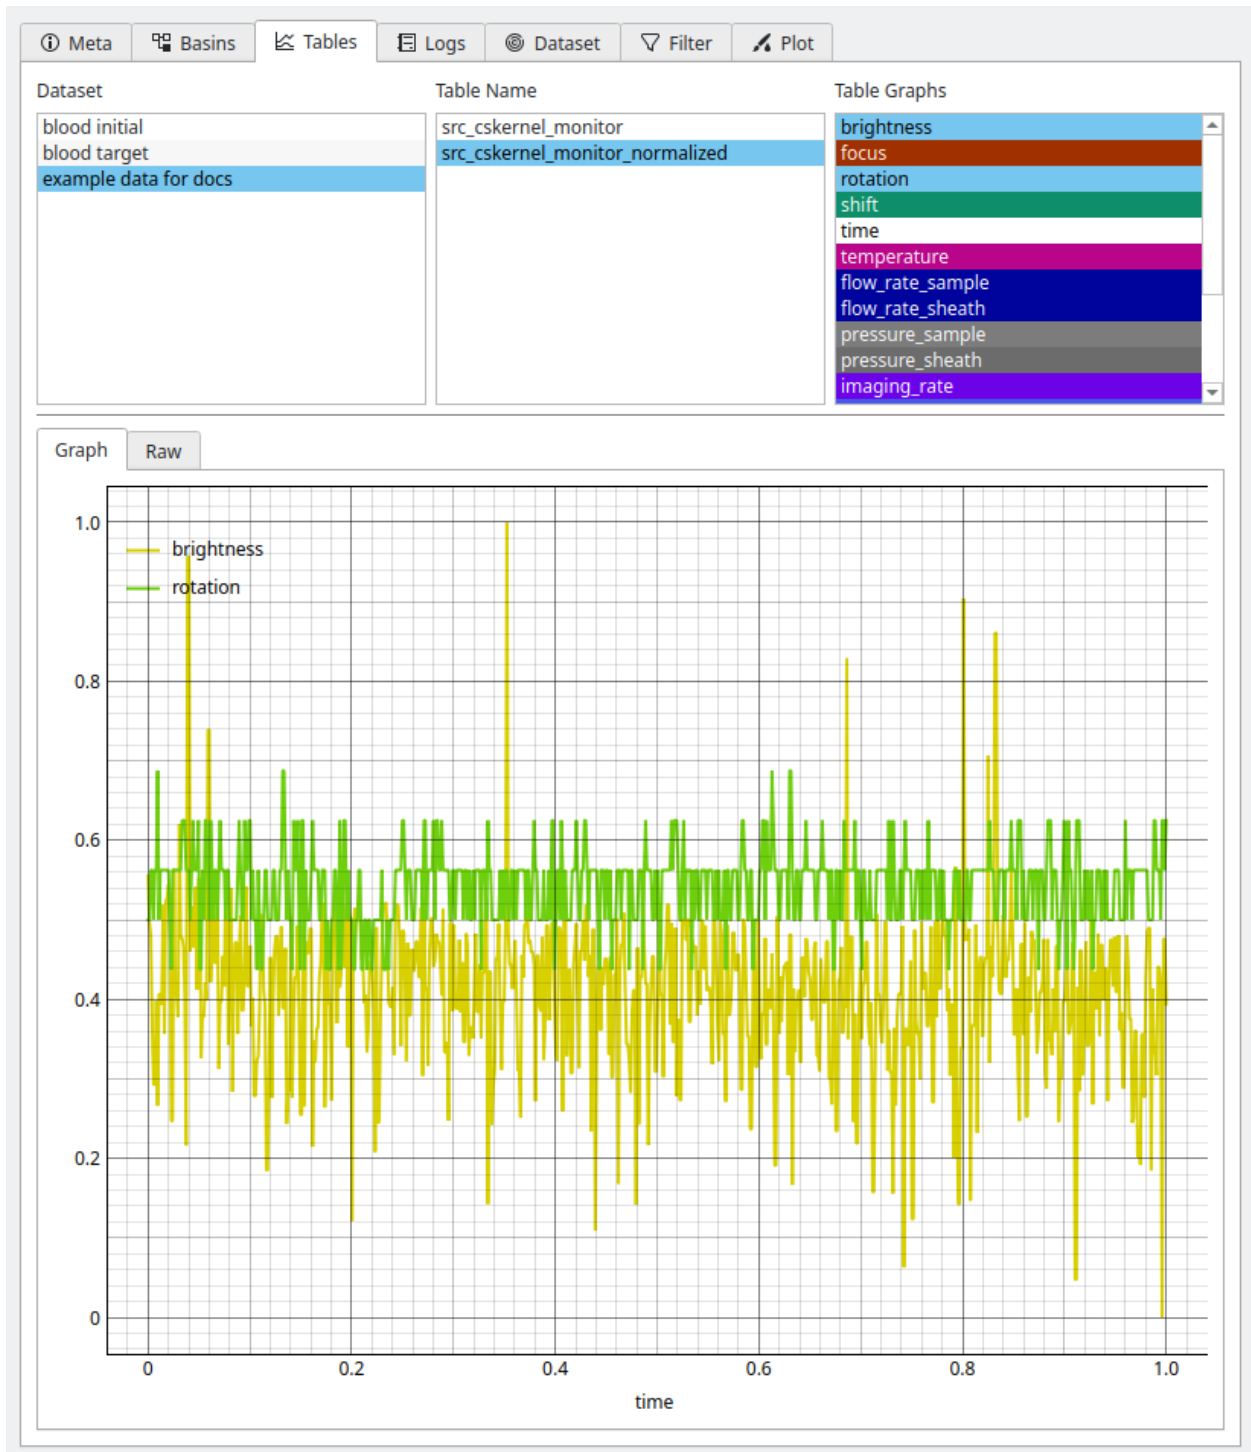 Meta Basins Tables Logs Dataset Filter Plot
Dataset
blood initial
blood target
example data for docs
Table Name
src_cskernel_monitor
src_cskernel_monitor_normalized
Table Graphs
brightness
focus
rotation
shift
time
temperature
flow_rate_sample
flow_rate_sheath
pressure_sample
pressure_sheath
imaging_rate
Graph Raw
1.0
0.8
0.6
0.4
0.2
0
brightness
rotation
0 0.2 0.4 0.6 0.8 1.0
time